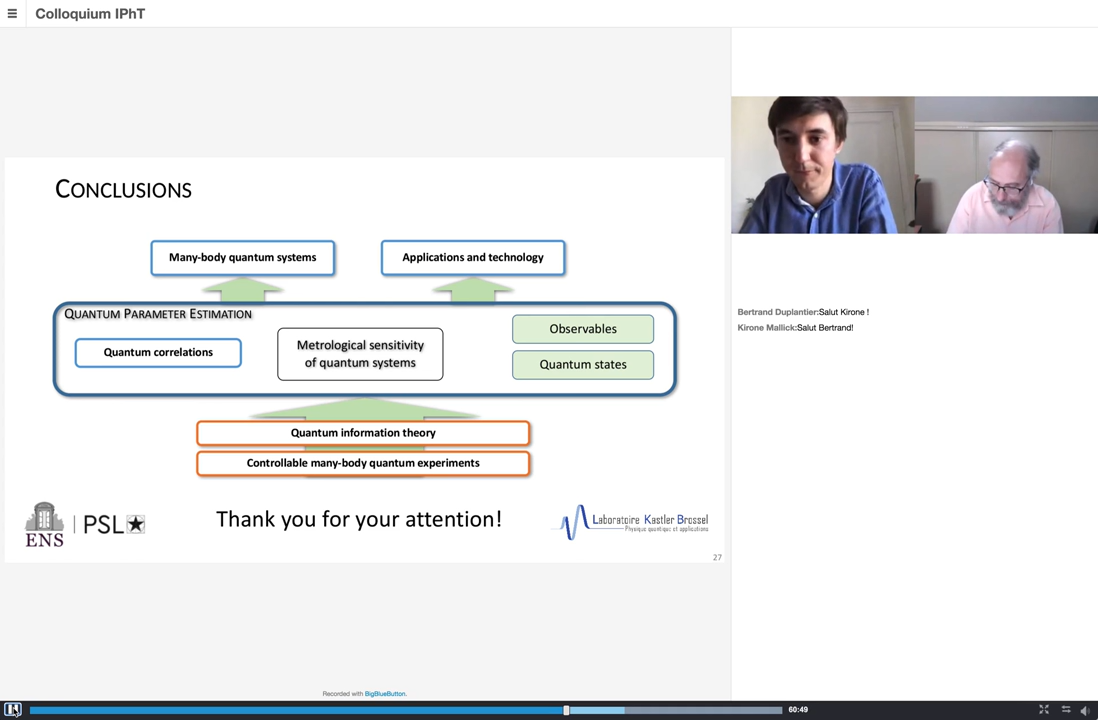 Colloquium IPhT
CONCLUSIONS
Many-body quantum systems
Applications and technology
QUANTUM PARAMETER ESTIMATION
Quantum correlations
Metrological sensitivity
of quantum systems
Observables
Quantum states
Quantum information theory
Controllable many-body quantum experiments
ENS
PSL
Thank you for your attention!
Laboratoire Kastler Brossel
Physique quantique et applications
27
Bertrand Duplantier:Salut Kirone !
Kirone Mallick:Salut Bertrand!
Recorded with BigBlueButton.
60:49